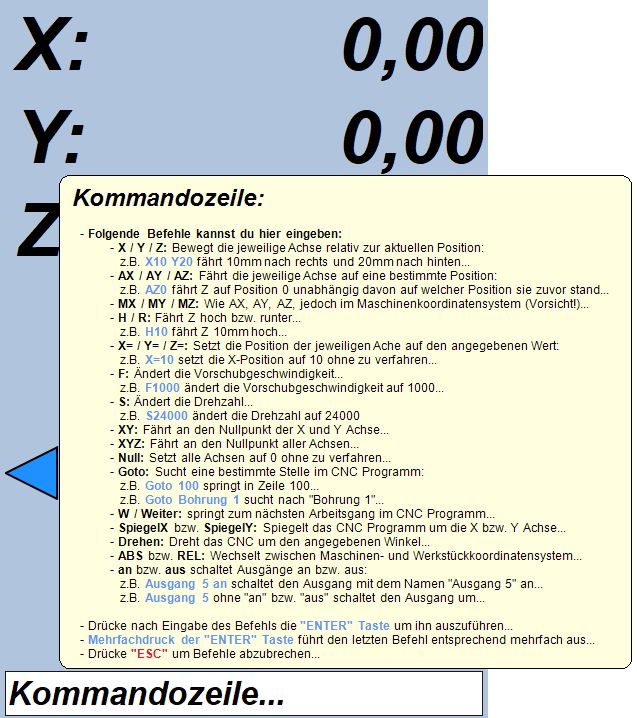 X: 0,00
Y: 0,00
Z
Kommandozeile:
- Folgende Befehle kannst du hier eingeben:
- X / Y / Z: Bewegt die jeweilige Achse relativ zur aktuellen Position:
z.B. X10 Y20 fährt 10mm nach rechts und 20mm nach hinten...
- AX / AY / AZ: Fährt die jeweilige Achse auf eine bestimmte Position:
z.B. AZ0 fährt Z auf Position 0 unabhängig davon auf welcher Position sie zuvor stand...
- MX / MY / MZ: Wie AX, AY, AZ, jedoch im Maschinenkoordinatensystem (Vorsicht!)...
- H / R: Fährt Z hoch bzw. runter...
z.B. H10 fährt Z 10mm hoch...
- X= / Y= / Z=: Setzt die Position der jeweiligen Ache auf den angegebenen Wert:
z.B. X=10 setzt die X-Position auf 10 ohne zu verfahren...
- F: Ändert die Vorschubgeschwindigkeit...
z.B. F1000 ändert die Vorschubgeschwindigkeit auf 1000...
- S: Ändert die Drehzahl...
z.B. S24000 ändert die Drehzahl auf 24000
- XY: Fährt an den Nullpunkt der X und Y Achse...
- XYZ: Fährt an den Nullpunkt aller Achsen...
- Null: Setzt alle Achsen auf 0 ohne zu verfahren...
- Goto: Sucht eine bestimmte Stelle im CNC Programm:
z.B. Goto 100 springt in Zeile 100...
z.B. Goto Bohrung 1 sucht nach "Bohrung 1"...
- W / Weiter: springt zum nächsten Arbeitsgang im CNC Programm...
- SpiegelX bzw. SpiegelY: Spiegelt das CNC Programm um die X bzw. Y Achse...
- Drehen: Dreht das CNC um den angegebenen Winkel...
- ABS bzw. REL: Wechselt zwischen Maschinen- und Werkstückkoordinatensystem...
- an bzw. aus schaltet Ausgänge an bzw. aus:
z.B. Ausgang 5 an schaltet den Ausgang mit dem Namen "Ausgang 5" an...
z.B. Ausgang 5 ohne "an" bzw. "aus" schaltet den Ausgang um...
- Drücke nach Eingabe des Befehls die "ENTER" Taste um ihn auszuführen...
- Mehrfachdruck der "ENTER" Taste führt den letzten Befehl entsprechend mehrfach aus...
- Drücke "ESC" um Befehle abzubrechen...
Kommandozeile...